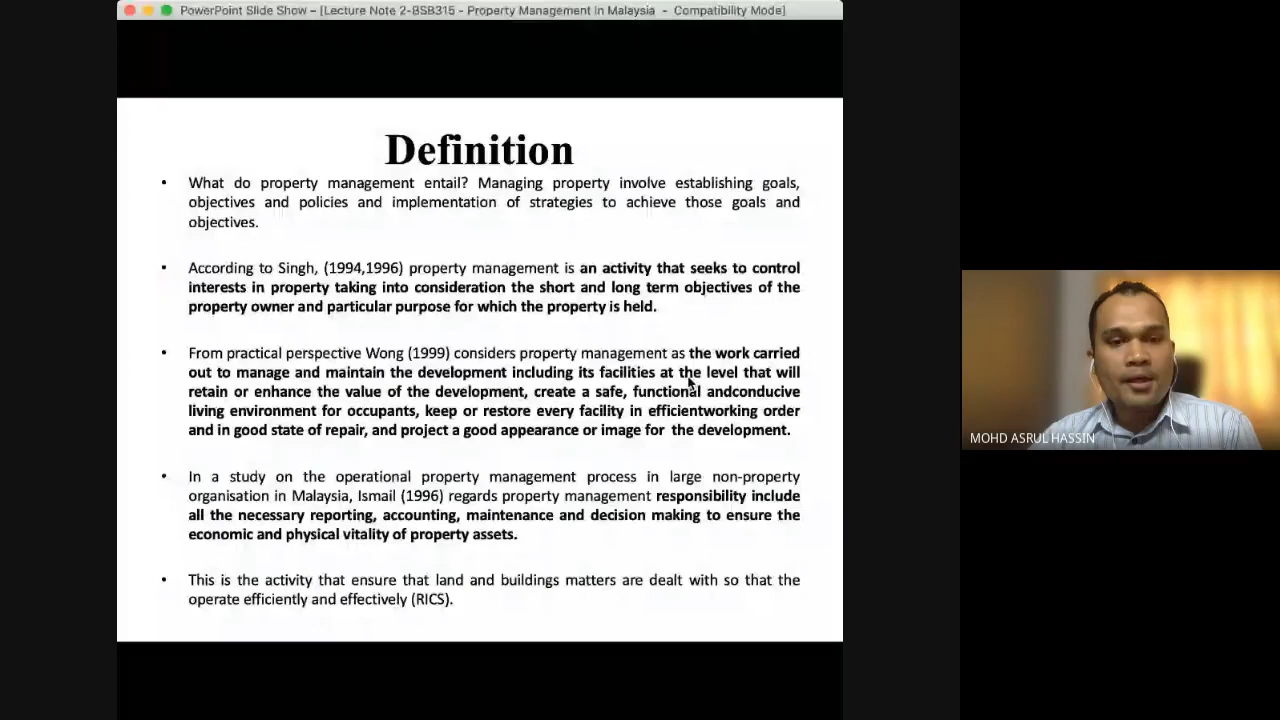 PowerPoint Slide Show – [Lecture Note 2-BSB315 - Property Management In Malaysia - Compatibility Mode]
Definition
• What do property management entail? Managing property involve establishing goals,
objectives and policies and implementation of strategies to achieve those goals and
objectives.
• According to Singh, (1994,1996) property management is an activity that seeks to control
interests in property taking into consideration the short and long term objectives of the
property owner and particular purpose for which the property is held.
• From practical perspective Wong (1999) considers property management as the work carried
out to manage and maintain the development including its facilities at the level that will
retain or enhance the value of the development, create a safe, functional andconducive
living environment for occupants, keep or restore every facility in efficientworking order
and in good state of repair, and project a good appearance or image for the development.
• In a study on the operational property management process in large non-property
organisation in Malaysia, Ismail (1996) regards property management responsibility include
all the necessary reporting, accounting, maintenance and decision making to ensure the
economic and physical vitality of property assets.
• This is the activity that ensure that land and buildings matters are dealt with so that the
operate efficiently and effectively (RICS).
MOHD ASRUL HASSIN